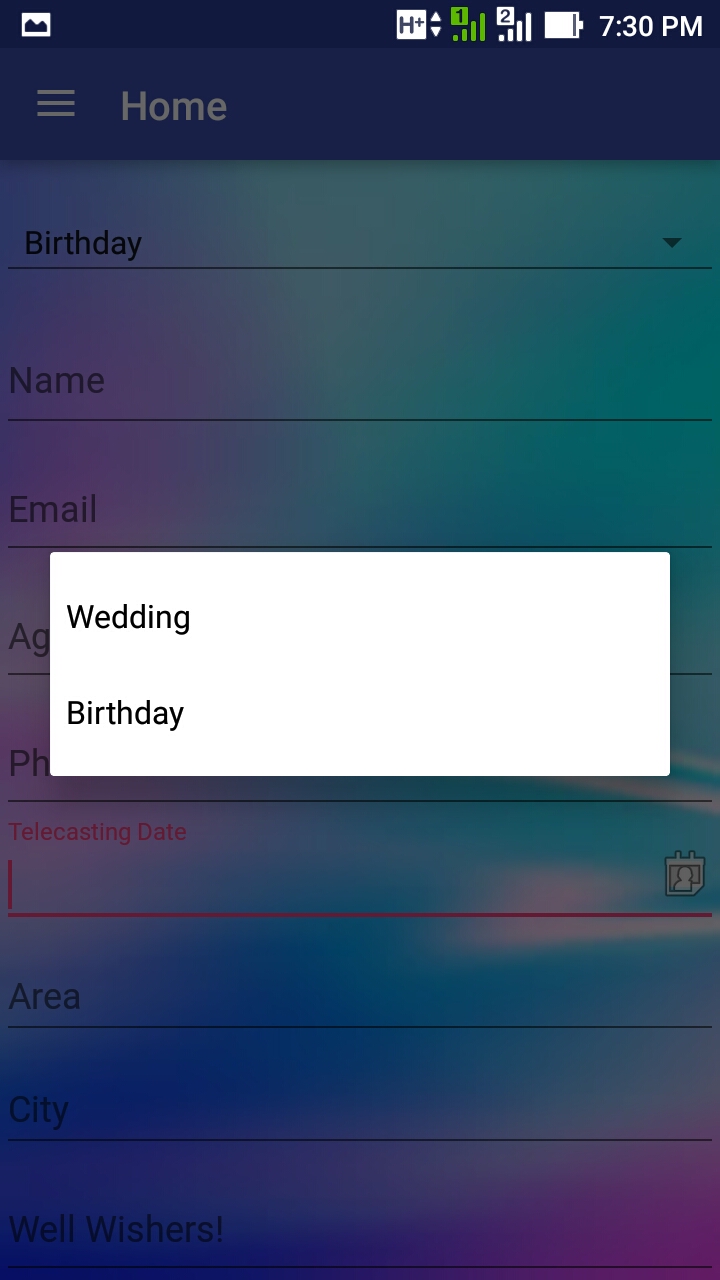 H+ 1 2 7:30 PM
Home
Birthday
Name
Email
Ag
Wedding
Birthday
Ph
Telecasting Date
Area
City
Well Wishers!